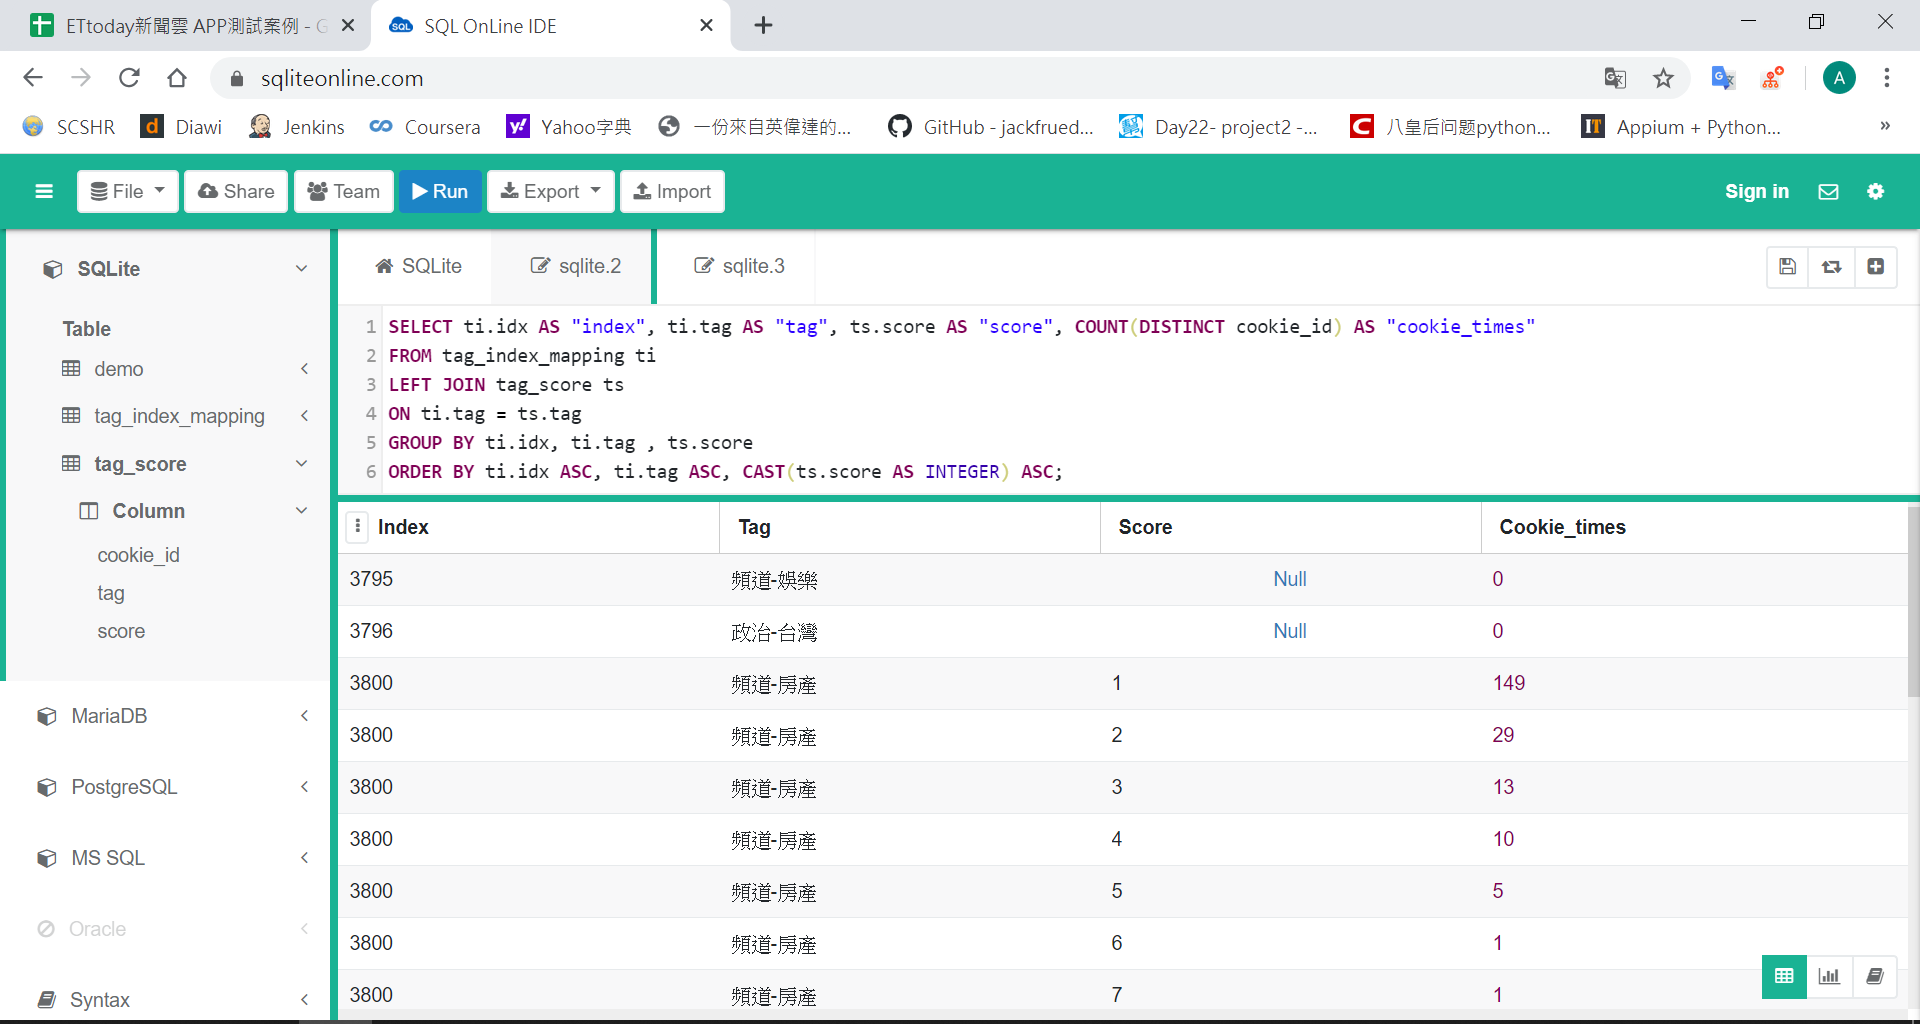 ETtoday新聞雲 APP測試案例 - G
SQL OnLine IDE
sqliteonline.com
A
SCSHR
Diawi
Jenkins
Coursera
Yahoo字典
一份來自英偉達的...
GitHub - jackfrued...
Day22- project2 -...
八皇后问题python...
Appium + Python...
»
File
Share
Team
Run
Export
Import
Sign in
SQLite
Table
demo
tag_index_mapping
tag_score
Column
cookie_id
tag
score
MariaDB
PostgreSQL
MS SQL
Oracle
Syntax
SQLite
sqlite.2
sqlite.3
1 SELECT ti.idx AS "index", ti.tag AS "tag", ts.score AS "score", COUNT(DISTINCT cookie_id) AS "cookie_times"
2 FROM tag_index_mapping ti
3 LEFT JOIN tag_score ts
4 ON ti.tag = ts.tag
5 GROUP BY ti.idx, ti.tag , ts.score
6 ORDER BY ti.idx ASC, ti.tag ASC, CAST(ts.score AS INTEGER) ASC;
Index Tag Score Cookie_times
3795 頻道-娛樂 Null 0
3796 政治-台灣 Null 0
3800 頻道-房產 1 149
3800 頻道-房產 2 29
3800 頻道-房產 3 13
3800 頻道-房產 4 10
3800 頻道-房產 5 5
3800 頻道-房產 6 1
3800 頻道-房產 7 1